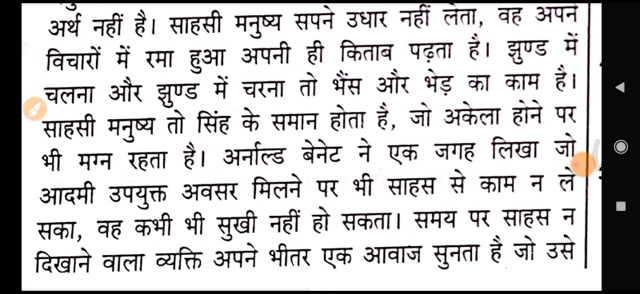 अर्थ नहीं है। साहसी मनुष्य सपने उधार नहीं लेता, वह अपने
विचारों में रमा हुआ अपनी ही किताब पढ़ता है। झुण्ड में
चलना और झुण्ड में चरना तो भैंस और भेड़ का काम है।
साहसी मनुष्य तो सिंह के समान होता है, जो अकेला होने पर
भी मग्न रहता है। अर्नाल्ड बेनेट ने एक जगह लिखा जो
आदमी उपयुक्त अवसर मिलने पर भी साहस से काम न ले
सका, वह कभी भी सुखी नहीं हो सकता। समय पर साहस न
दिखाने वाला व्यक्ति अपने भीतर एक आवाज सुनता है जो उसे